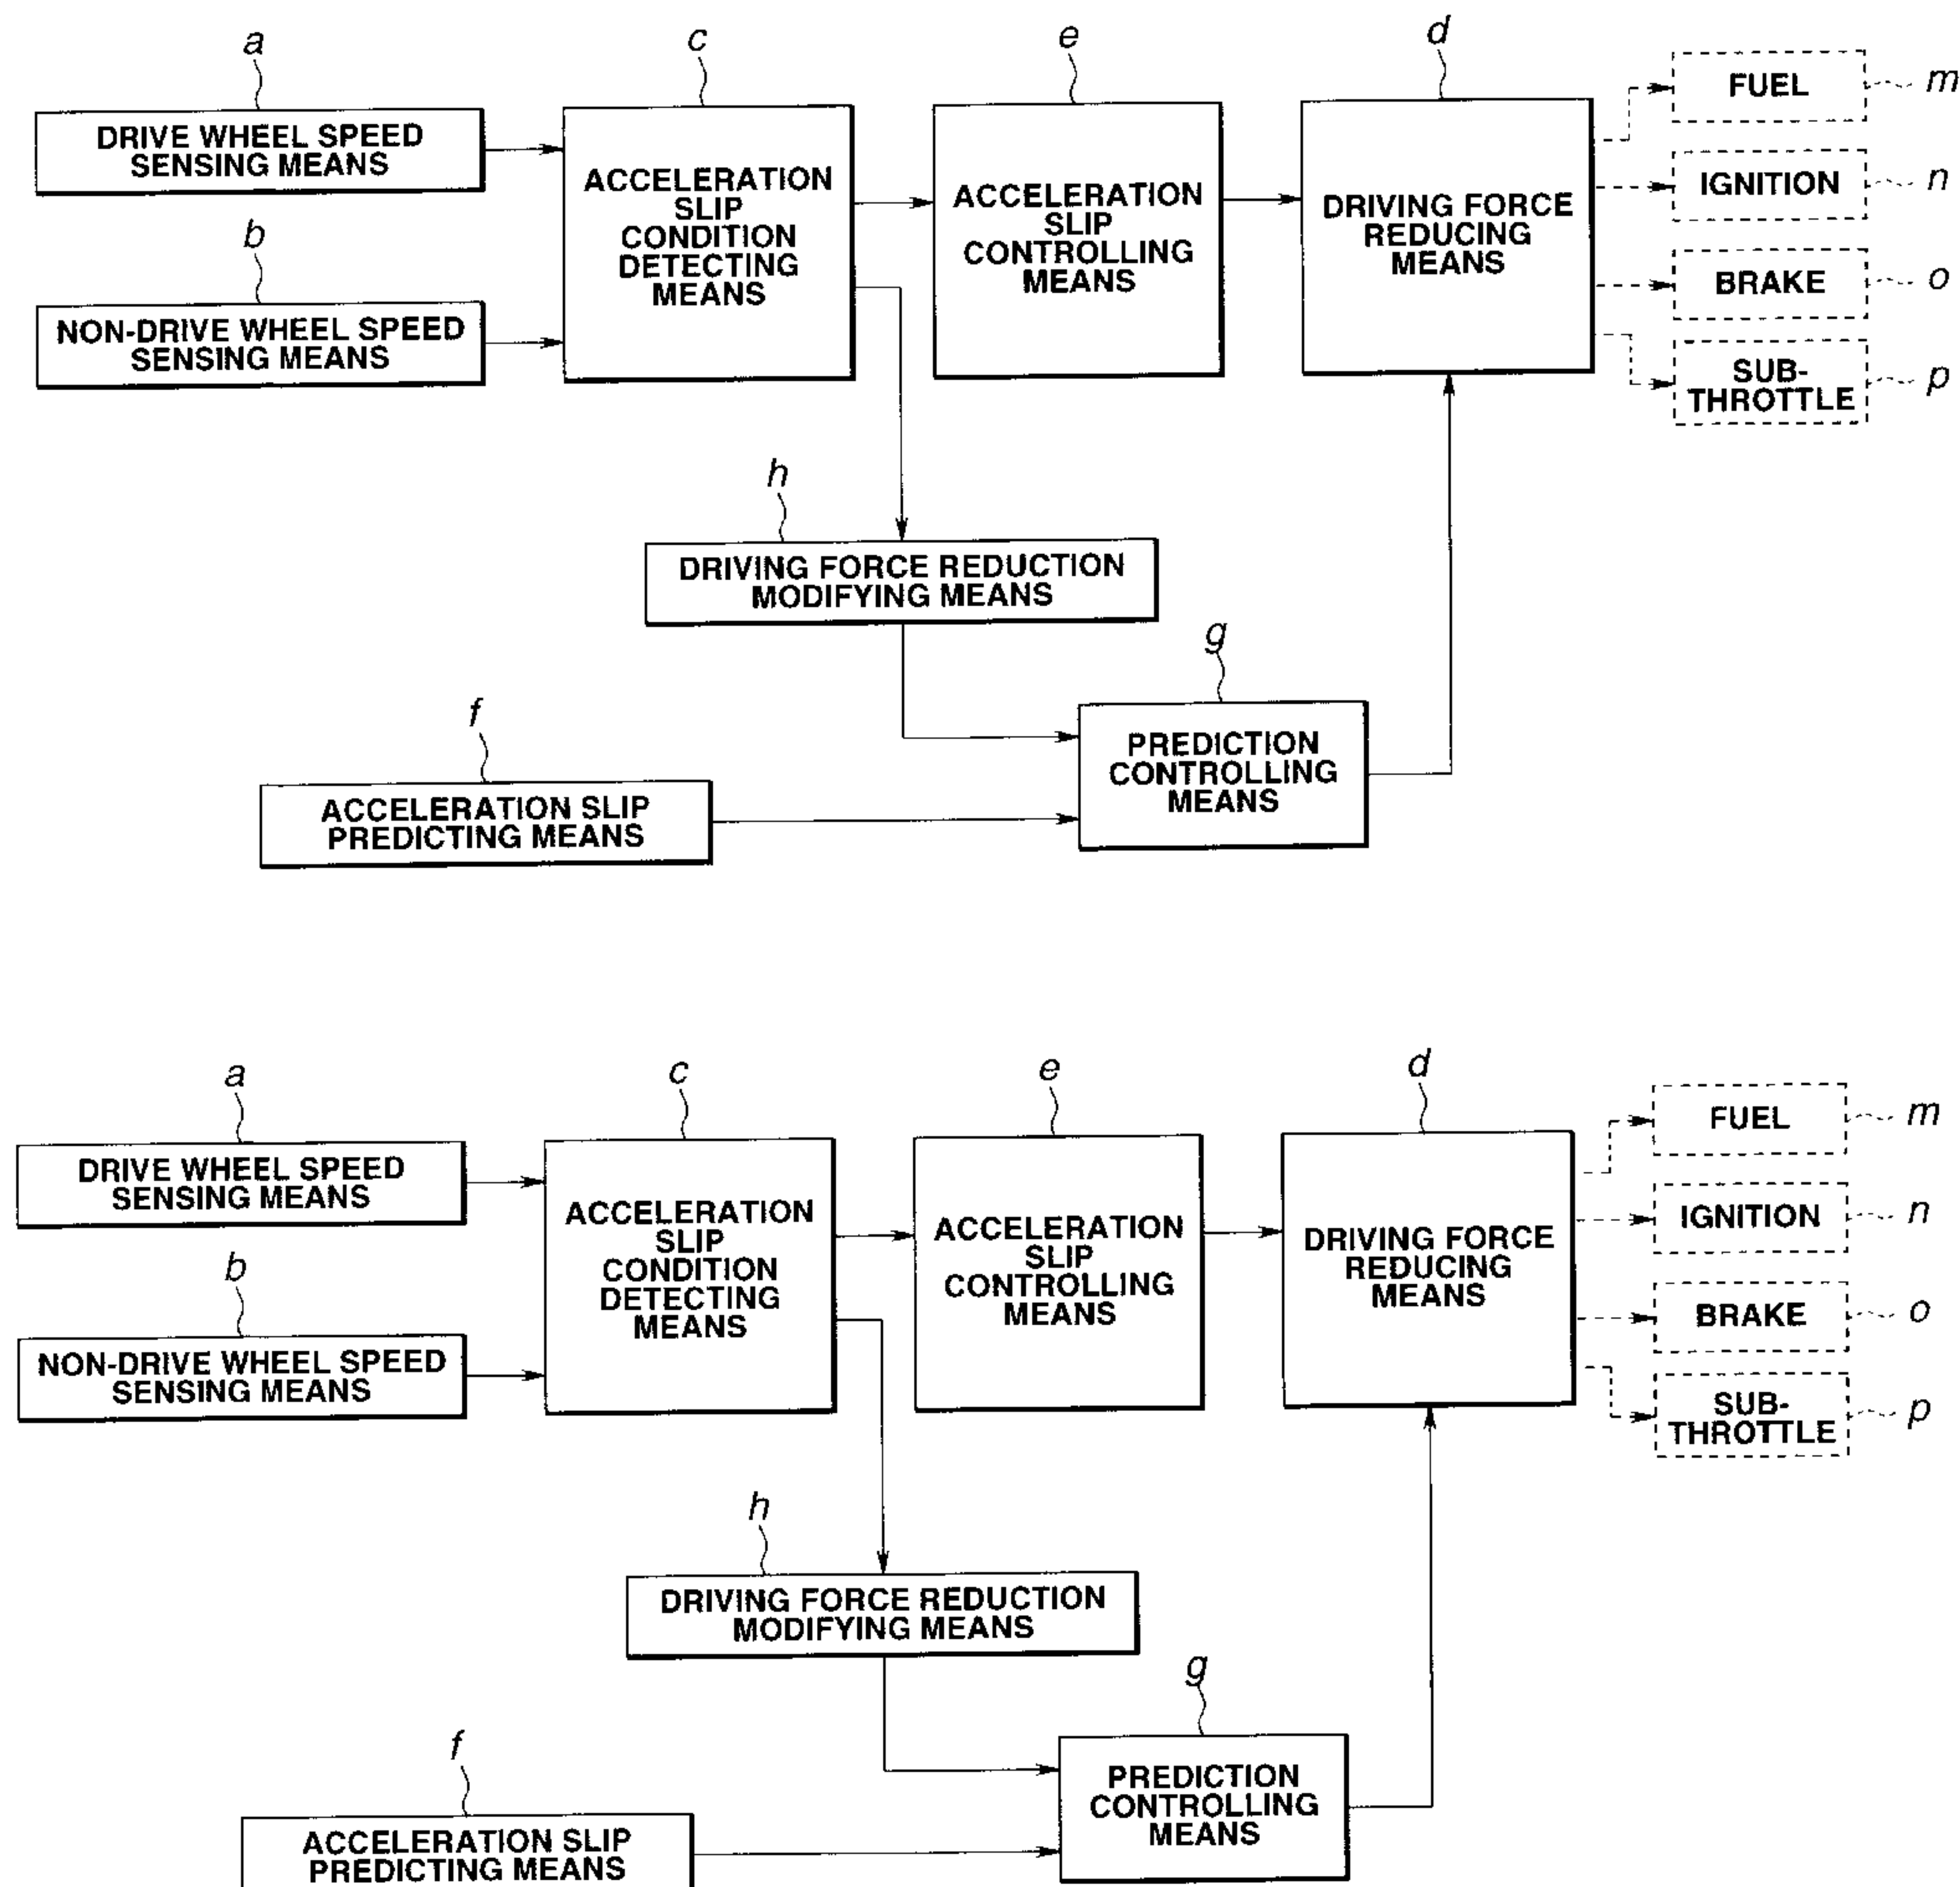 a
c
e
d
DRIVE WHEEL SPEED
SENSING MEANS
b
NON-DRIVE WHEEL SPEED
SENSING MEANS
ACCELERATION
SLIP
CONDITION
DETECTING
MEANS
ACCELERATION
SLIP
CONTROLLING
MEANS
DRIVING FORCE
REDUCING
MEANS
FUEL
m
IGNITION
n
BRAKE
o
SUB-
THROTTLE
p
h
DRIVING FORCE REDUCTION
MODIFYING MEANS
g
PREDICTION
CONTROLLING
MEANS
f
ACCELERATION SLIP
PREDICTING MEANS
a
c
e
d
DRIVE WHEEL SPEED
SENSING MEANS
b
NON-DRIVE WHEEL SPEED
SENSING MEANS
ACCELERATION
SLIP
CONDITION
DETECTING
MEANS
ACCELERATION
SLIP
CONTROLLING
MEANS
DRIVING FORCE
REDUCING
MEANS
FUEL
m
IGNITION
n
BRAKE
o
SUB-
THROTTLE
p
h
DRIVING FORCE REDUCTION
MODIFYING MEANS
g
PREDICTION
CONTROLLING
MEANS
f
ACCELERATION SLIP
PREDICTING MEANS